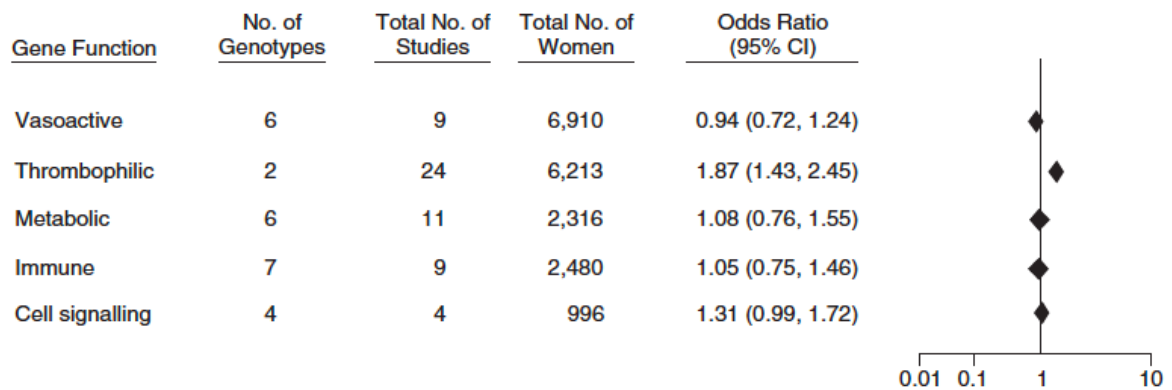 Gene Function No. of Genotypes Total No. of Studies Total No. of Women Odds Ratio (95% CI)
Vasoactive 6 9 6,910 0.94 (0.72, 1.24)
Thrombophilic 2 24 6,213 1.87 (1.43, 2.45)
Metabolic 6 11 2,316 1.08 (0.76, 1.55)
Immune 7 9 2,480 1.05 (0.75, 1.46)
Cell signalling 4 4 996 1.31 (0.99, 1.72)
0.01 0.1 1 10